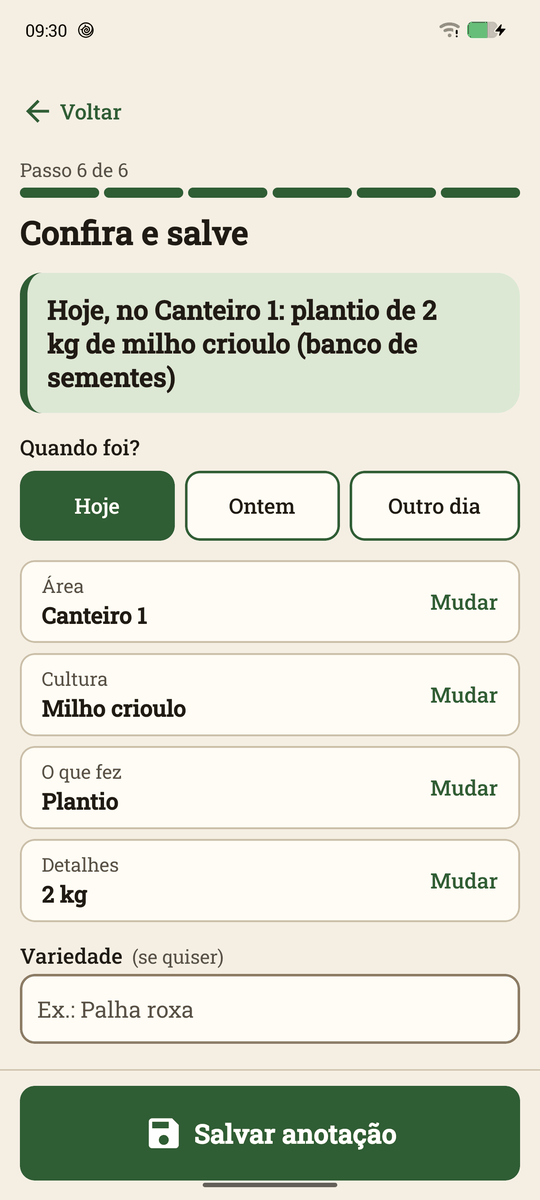 09:30
Voltar
Passo 6 de 6
Confira e salve
Hoje, no Canteiro 1: plantio de 2
kg de milho crioulo (banco de
sementes)
Quando foi?
Hoje
Ontem
Outro dia
Área
Canteiro 1
Mudar
Cultura
Milho crioulo
Mudar
O que fez
Plantio
Mudar
Detalhes
2 kg
Mudar
Variedade (se quiser)
Ex.: Palha roxa
Salvar anotação